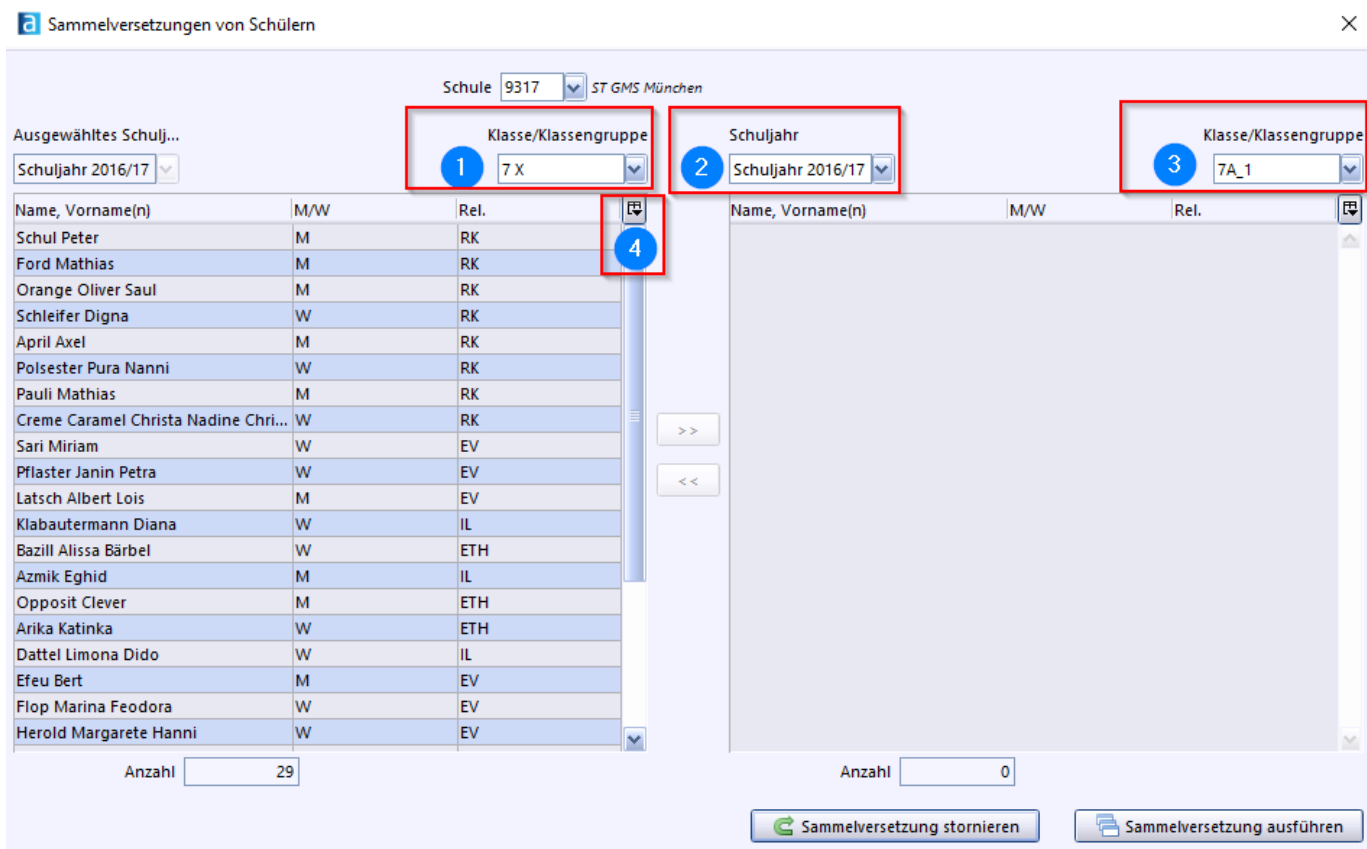 a Sammelversetzungen von Schülern
Schule 9317 ST GMS München
Ausgewähltes Schulj... Klasse/Klassengruppe Schuljahr Klasse/Klassengruppe
Schuljahr 2016/17 1 7 X 2 Schuljahr 2016/17 3 7A_1
Name, Vorname(n) M/W Rel. Name, Vorname(n) M/W Rel.
Schul Peter M RK 4
Ford Mathias M RK
Orange Oliver Saul M RK
Schleifer Digna W RK
April Axel M RK
Polsester Pura Nanni W RK
Pauli Mathias M RK
Creme Caramel Christa Nadine Chri... W RK
>>
Sari Miriam W EV
Pflaster Janin Petra W EV
<<
Latsch Albert Lois M EV
Klabautermann Diana W IL
Bazill Alissa Bärbel W ETH
Azmik Eghid M IL
Opposit Clever M ETH
Arika Katinka W ETH
Dattel Limona Dido W IL
Efeu Bert M EV
Flop Marina Feodora W EV
Herold Margarete Hanni W EV
Anzahl 29 Anzahl 0
Sammelversetzung stornieren Sammelversetzung ausführen